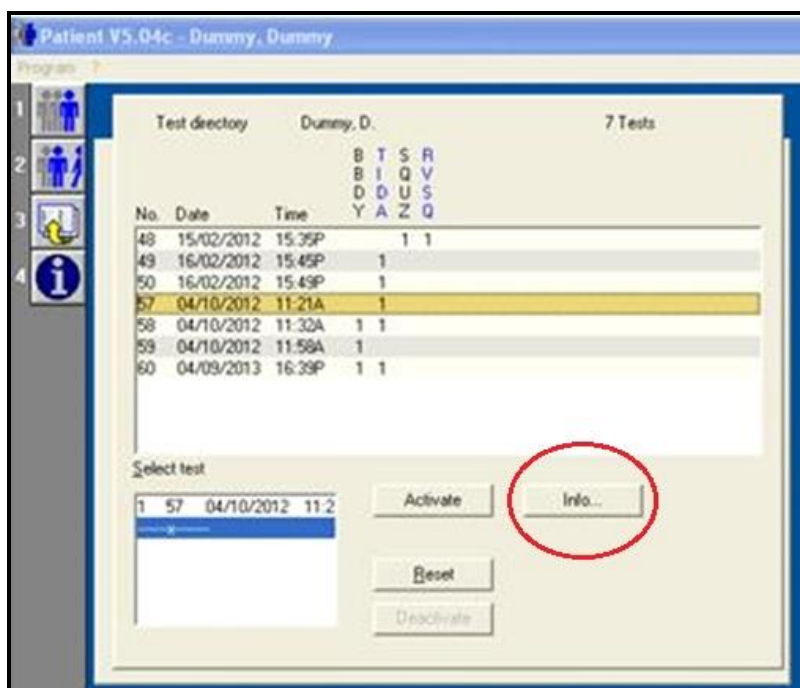 Patient V5.04c - Dummy, Dummy
Program ?
1
2
3
4
Test directory Dummy, D. 7 Tests
B T S R
B I Q V
D D U S
Y A Z Q
No. Date Time
48 15/02/2012 15:35P 1 1
49 16/02/2012 15:45P 1
50 16/02/2012 15:49P 1
57 04/10/2012 11:21A 1
58 04/10/2012 11:32A 1 1
59 04/10/2012 11:58A 1
60 04/09/2013 16:39P 1 1
Select test
1 57 04/10/2012 11:2
-----x------
Activate
Info...
Reset
Deactivate